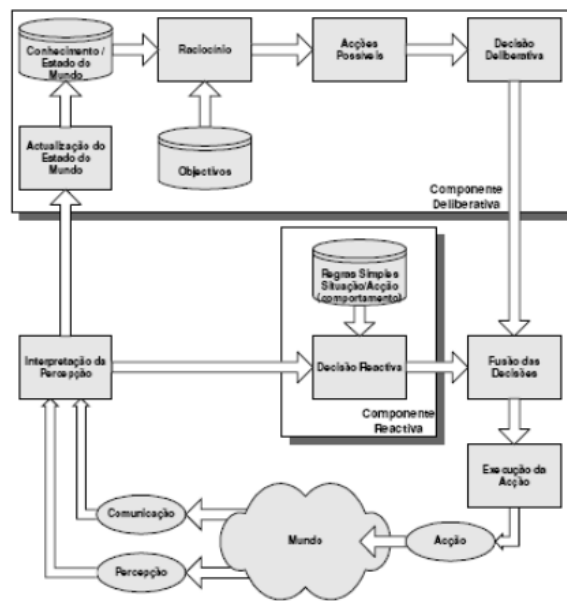 Conhecimento /
Estado do
Mundo
Raciocínio
Acções
Possíveis
Decisão
Deliberativa
Actualização do
Estado do
Mundo
Objectivos
Componente
Deliberativa
Regras Simples
Situação/Acção
(comportamento)
Interpretação da
Percepção
Decisão Reactiva
Fusão das
Decisões
Componente
Reactiva
Execução da
Acção
Comunicação
Mundo
Acção
Percepção